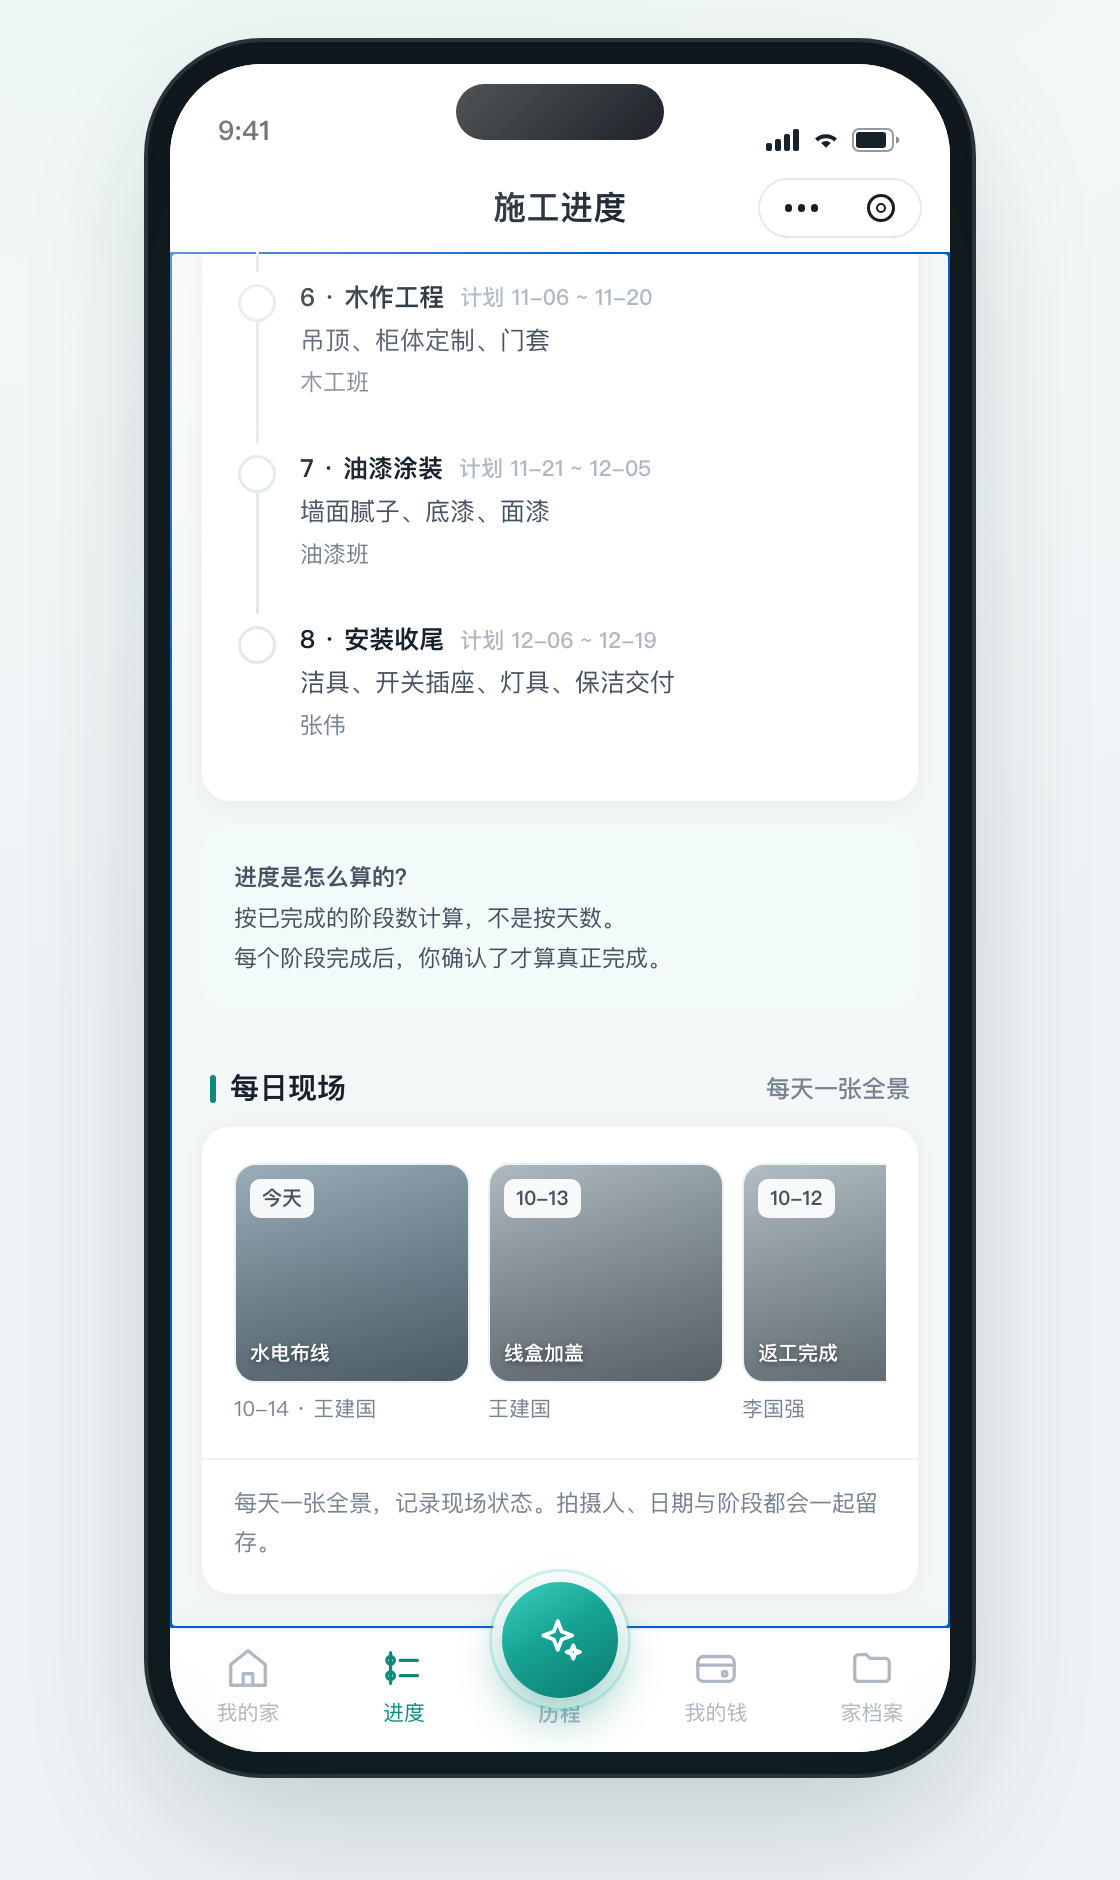 9:41
施工进度
6 · 木作工程 计划 11-06 ~ 11-20
吊顶、柜体定制、门套
木工班
7 · 油漆涂装 计划 11-21 ~ 12-05
墙面腻子、底漆、面漆
油漆班
8 · 安装收尾 计划 12-06 ~ 12-19
洁具、开关插座、灯具、保洁交付
张伟
进度是怎么算的?
按已完成的阶段数计算，不是按天数。
每个阶段完成后，你确认了才算真正完成。
每日现场 每天一张全景
今天 10-13 10-12
水电布线 线盒加盖 返工完成
10-14 · 王建国 王建国 李国强
每天一张全景，记录现场状态。拍摄人、日期与阶段都会一起留
存。
我的家 进度 历程 我的钱 家档案